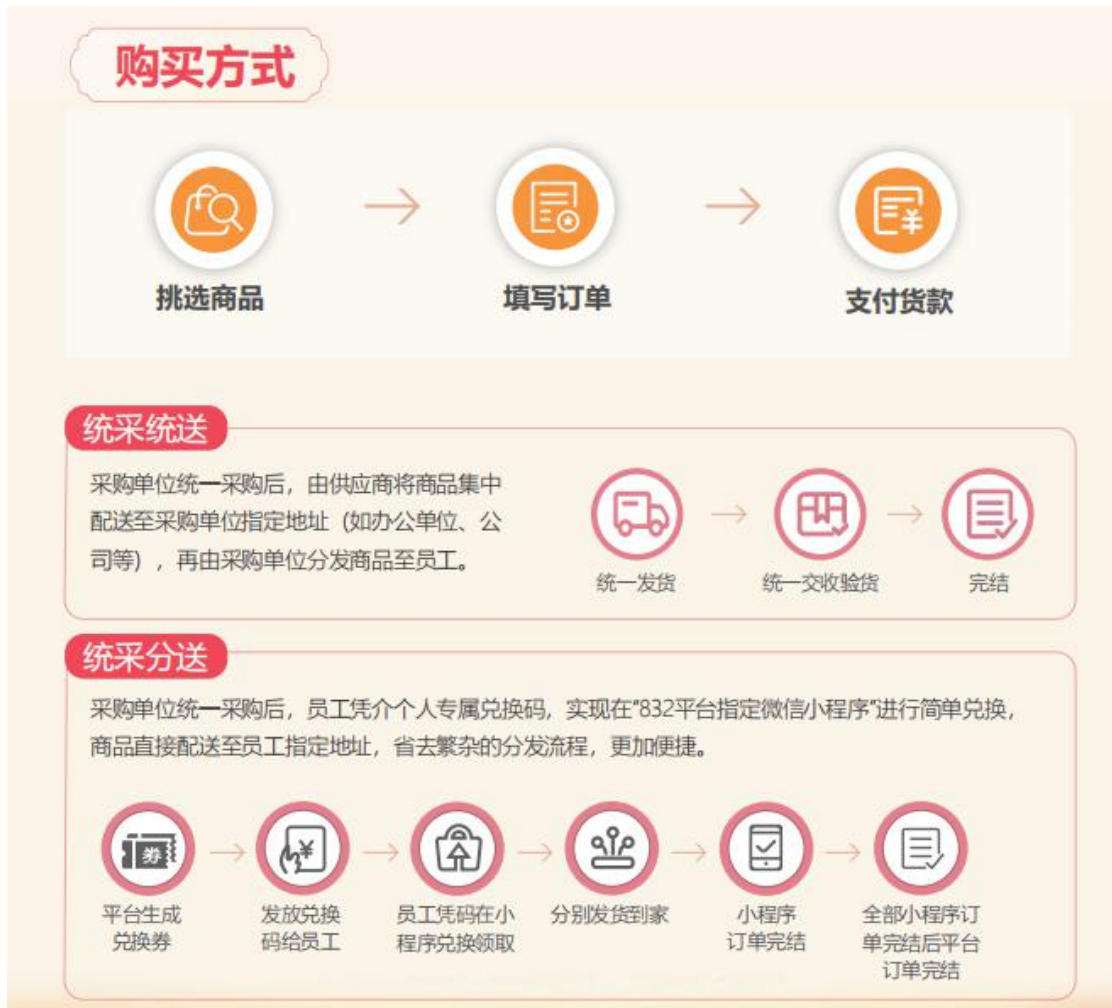 购买方式
挑选商品
填写订单
支付货款
统采统送
采购单位统一采购后，由供应商将商品集中
配送至采购单位指定地址（如办公单位、公
司等），再由采购单位分发商品至员工。
统一发货
统一交收验货
完结
统采分送
采购单位统一采购后，员工凭介个人专属兑换码，实现在"832平台指定微信小程序"进行简单兑换，
商品直接配送至员工指定地址，省去繁杂的分发流程，更加便捷。
券
平台生成
兑换券
发放兑换
码给员工
员工凭码在小
程序兑换领取
分别发货到家
小程序
订单完结
全部小程序订
单完结后平台
订单完结